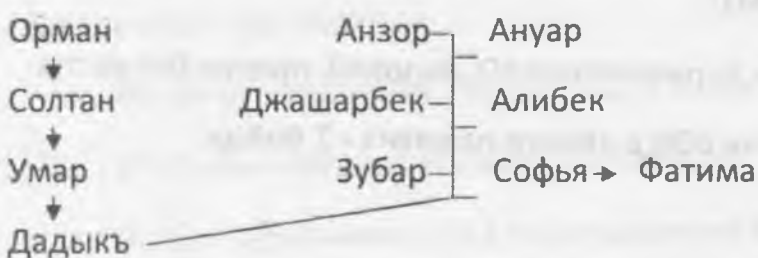 Орман Анзор Ануар
Солтан Джашарбек Алибек
Умар Зубар Софья Фатима
Дадыкъ